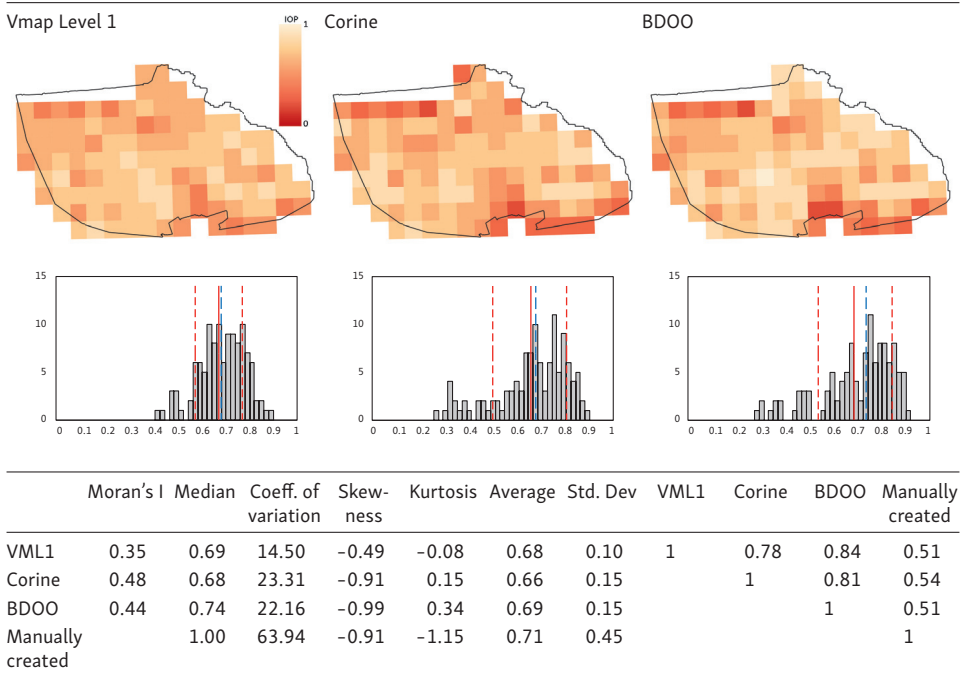 Vmap Level 1
IOP 1
0
Corine
BDOO
15
10
5
0
0 0.1 0.2 0.3 0.4 0.5 0.6 0.7 0.8 0.9 1
15
10
5
0
0 0.1 0.2 0.3 0.4 0.5 0.6 0.7 0.8 0.9 1
15
10
5
0
0 0.1 0.2 0.3 0.4 0.5 0.6 0.7 0.8 0.9 1
Moran's I Median Coeff. of Skew- Kurtosis Average Std. Dev VML1 Corine BDOO Manually
variation ness created
VML1 0.35 0.69 14.50 -0.49 -0.08 0.68 0.10 1 0.78 0.84 0.51
Corine 0.48 0.68 23.31 -0.91 0.15 0.66 0.15 1 0.81 0.54
BDOO 0.44 0.74 22.16 -0.99 0.34 0.69 0.15 1 0.51
Manually 1.00 63.94 -0.91 -1.15 0.71 0.45 1
created